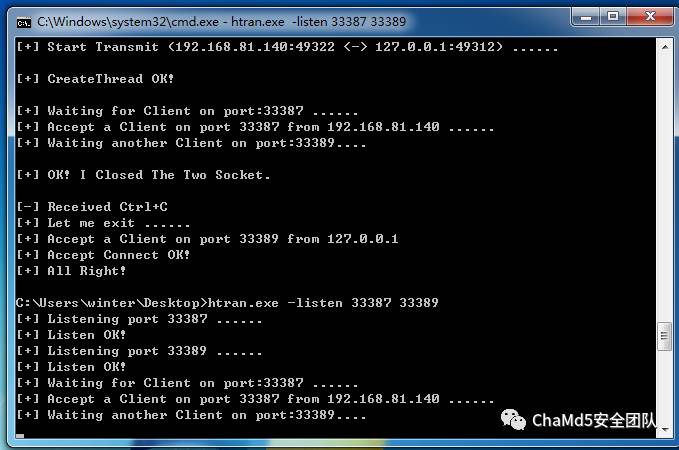 C:\Windows\system32\cmd.exe - htran.exe  -listen 33387 33389
[+] Start Transmit (192.168.81.140:49322 <-> 127.0.0.1:49312) ......
[+] CreateThread OK!
[+] Waiting for Client on port:33387 ......
[+] Accept a Client on port 33387 from 192.168.81.140 ......
[+] Waiting another Client on port:33389....
[+] OK! I Closed The Two Socket.
[-] Received Ctrl+C
[+] Let me exit ......
[+] Accept a Client on port 33389 from 127.0.0.1
[+] Accept Connect OK!
[+] All Right!
C:\Users\winter\Desktop>htran.exe -listen 33387 33389
[+] Listening port 33387 ......
[+] Listen OK!
[+] Listening port 33389 ......
[+] Listen OK!
[+] Waiting for Client on port:33387 ......
[+] Accept a Client on port 33387 from 192.168.81.140 ......
[+] Waiting another Client on port:33389....
ChaMd5安全团队